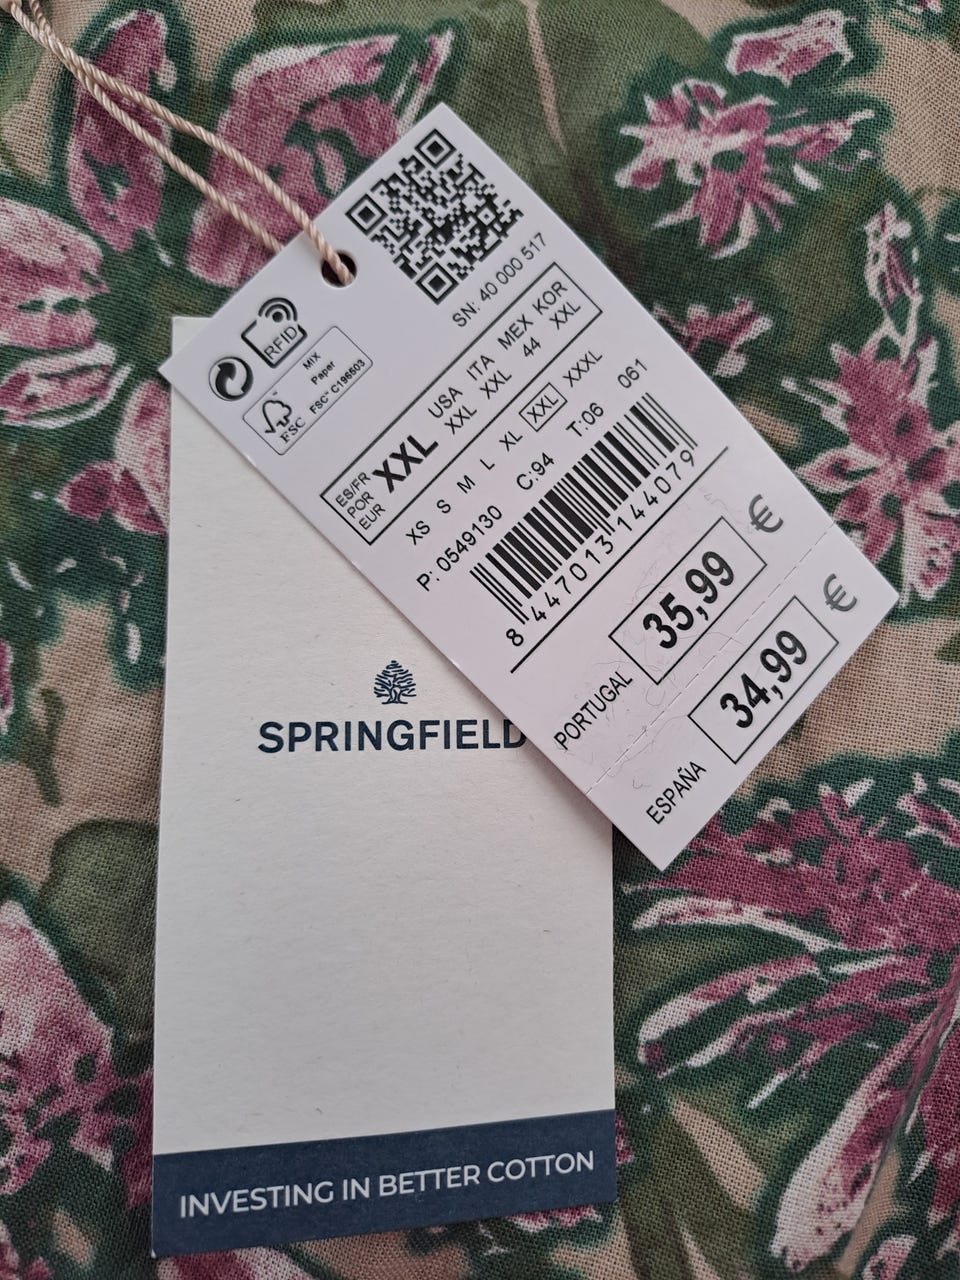 SN: 40 000 517
RFID
MIX
Paper
FSC™ C196503
FSC
ES/FR
POR
EUR
XXL
USA ITA MEX KOR
XXL XXL 44 XXL
XS S M L XL XXL XXXL
P: 0549130 C:94 T:06 061
8 447013 144079
PORTUGAL 35,99 €
ESPAÑA 34,99 €
SPRINGFIELD
INVESTING IN BETTER COTTON